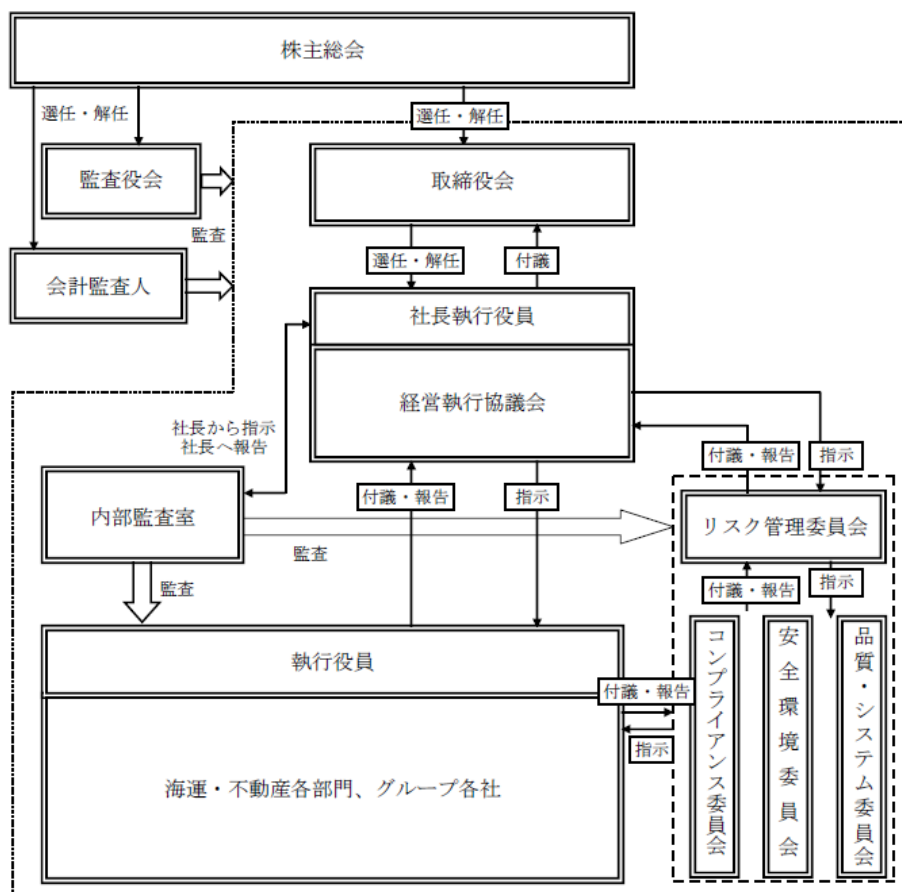 株主総会
選任・解任
選任・解任
監査役会
取締役会
監査
選任・解任
付議
会計監査人
社長執行役員
経営執行協議会
社長から指示
社長へ報告
付議・報告
指示
付議・報告
指示
内部監査室
リスク管理委員会
監査
監査
付議・報告
指示
執行役員
コンプライアンス委員会
安全環境委員会
品質・システム委員会
付議・報告
指示
海運・不動産各部門、グループ各社